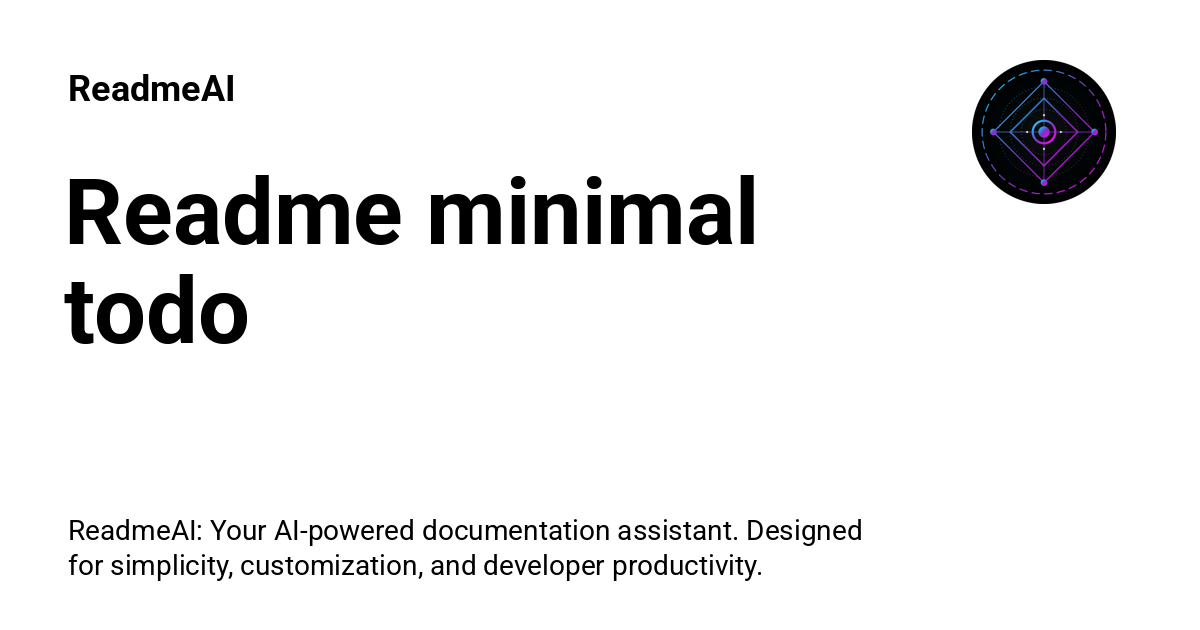 ReadmeAI
Readme minimal
todo
ReadmeAI: Your AI-powered documentation assistant. Designed
for simplicity, customization, and developer productivity.